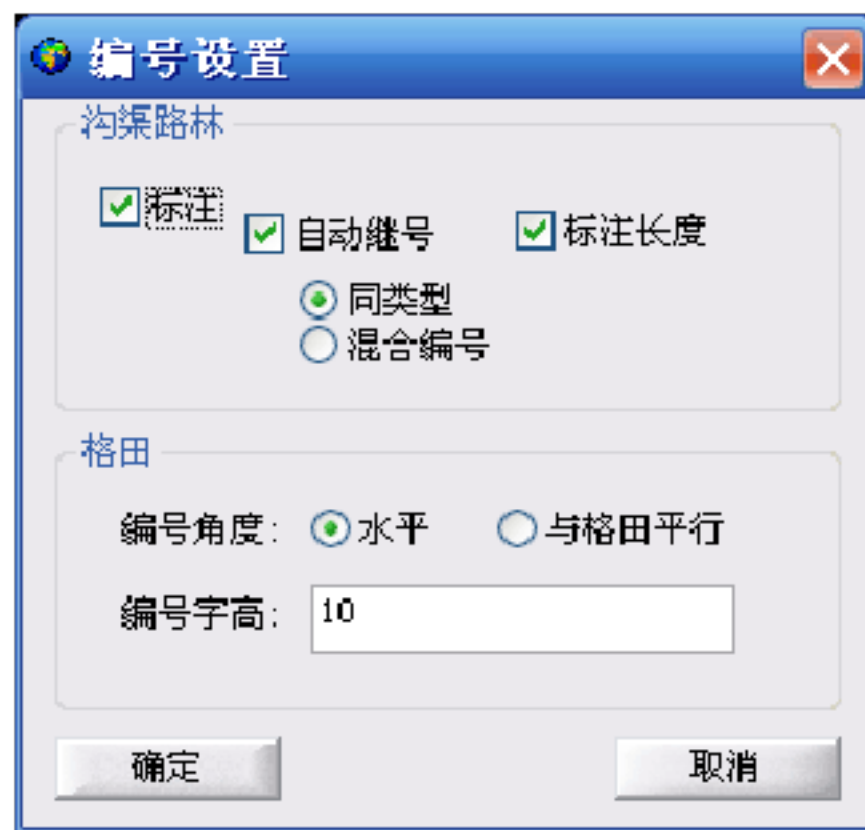 编号设置
沟渠路林
标注
自动继号
标注长度
同类型
混合编号
格田
编号角度: 水平 与格田平行
编号字高: 10
确定 取消